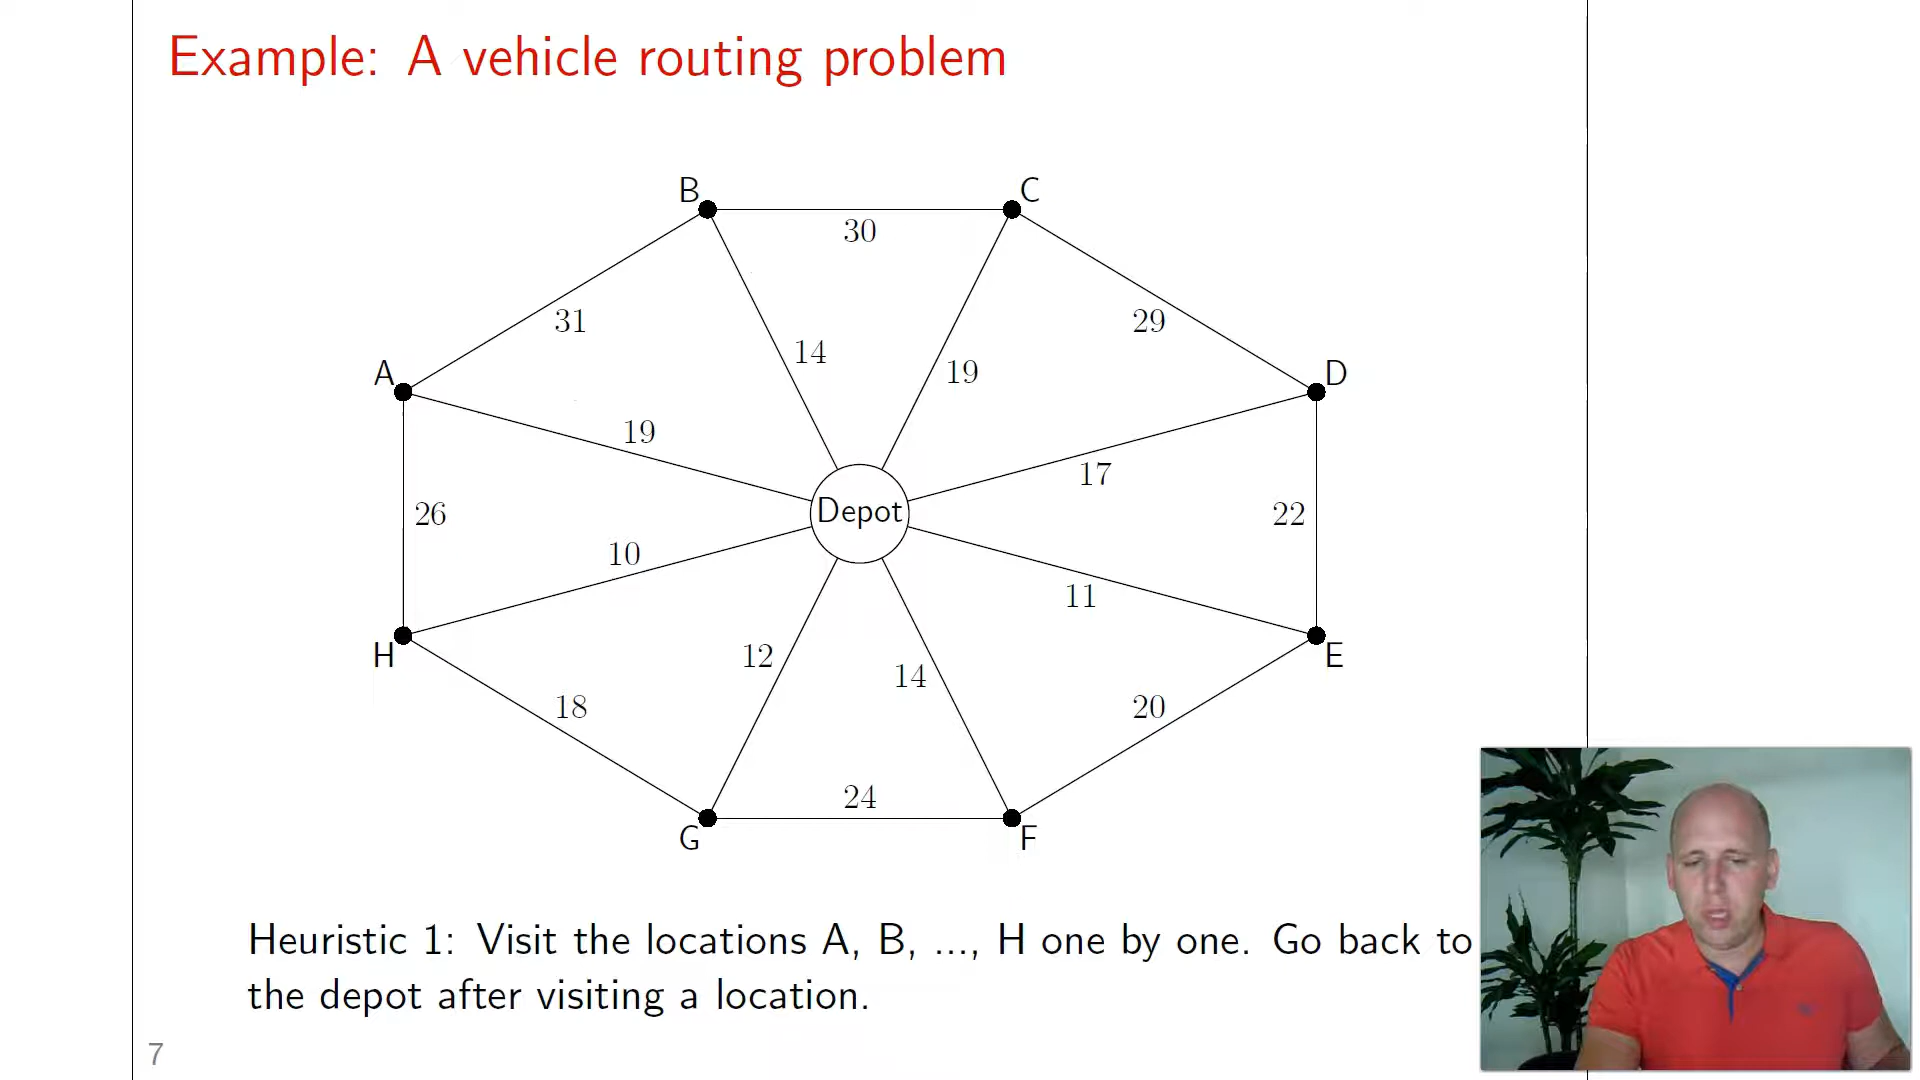 Example: A vehicle routing problem
B
C
30
31
29
14
19
A
D
19
17
26
Depot
22
10
11
H
12
14
E
18
20
24
G
F
Heuristic 1: Visit the locations A, B, ..., H one by one. Go back to
the depot after visiting a location.
7